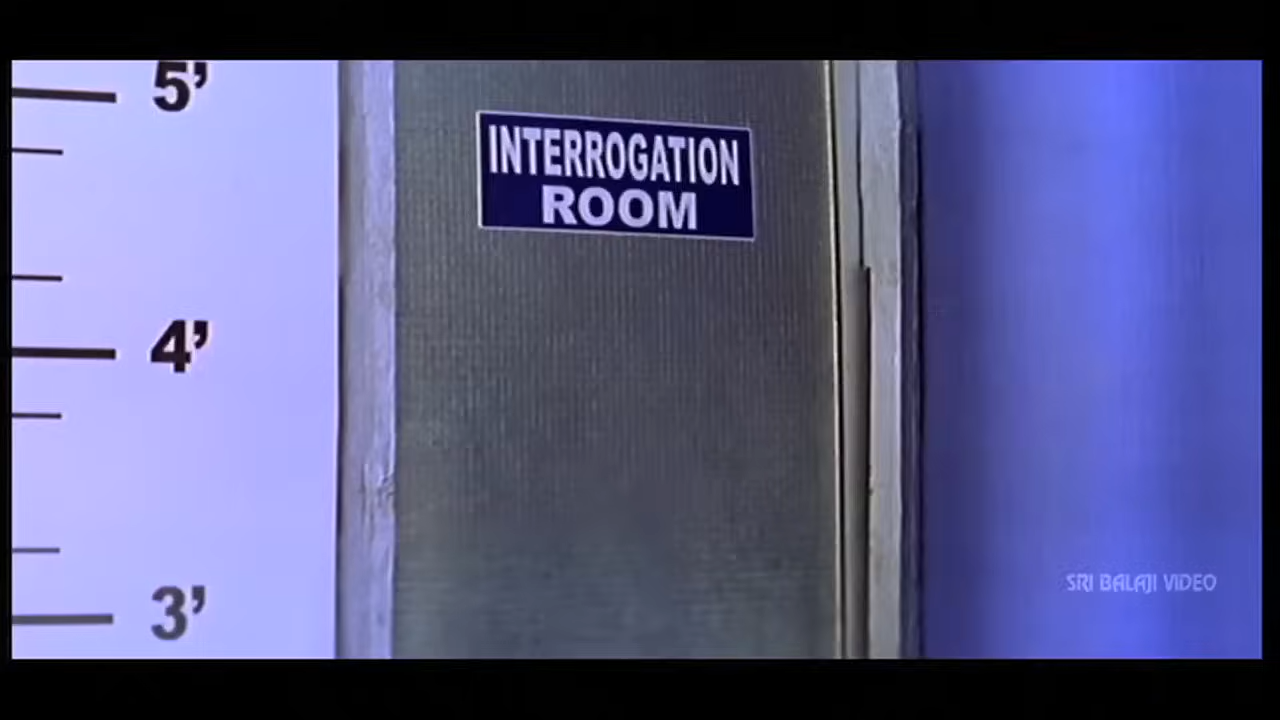 5’
INTERROGATION
ROOM
4’
SRI BALAJI VIDEO
3’